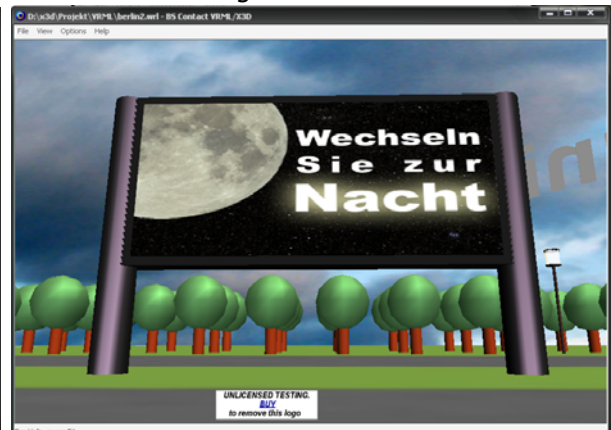 D:\x3d\Projekt\VRML\berlin2.wrl - BS Contact VRML/X3D
File View Options Help
Wechseln
Sie zur
Nacht
in
UNLICENSED TESTING.
BUY
to remove this logo